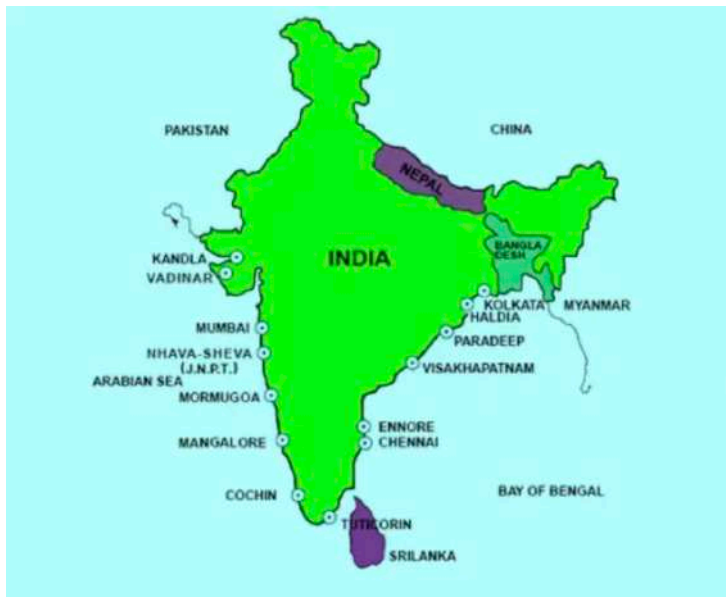 PAKISTAN
CHINA
NEPAL
KANDLA
INDIA
BANGLA
DESH
VADINAR
KOLKATA
MYANMAR
HALDIA
MUMBAI
PARADEEP
NHAVA-SHEVA
(J.N.P.T.)
VISAKHAPATNAM
ARABIAN SEA
MORMUGOA
ENNORE
MANGALORE
CHENNAI
COCHIN
BAY OF BENGAL
TUTICORIN
SRILANKA